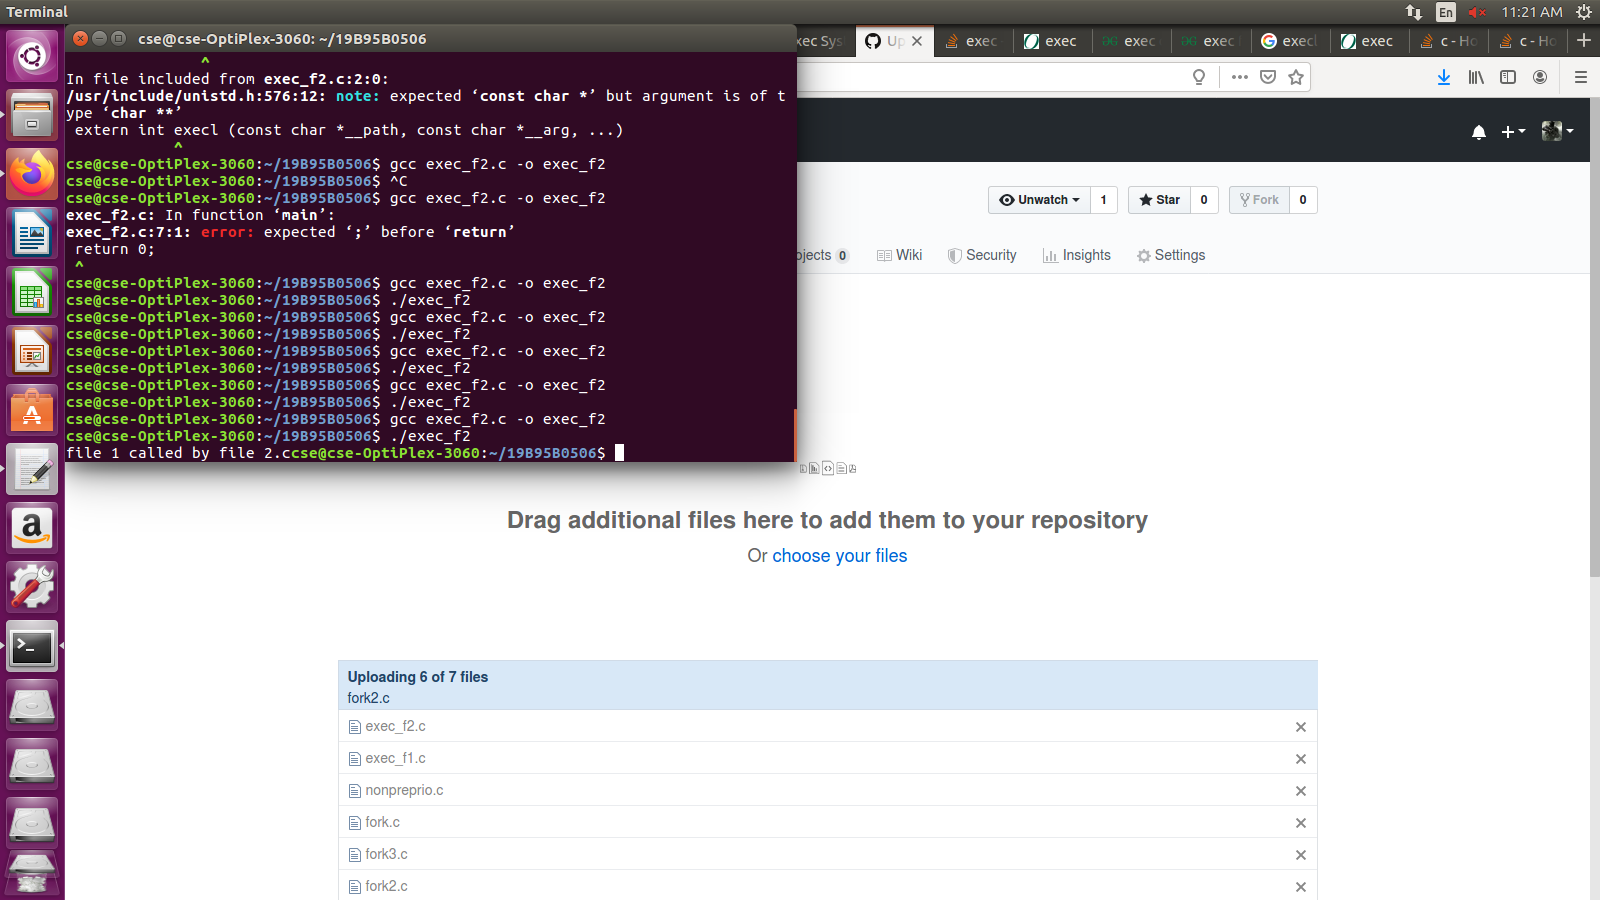 Terminal
En
11:21 AM
cse@cse-OptiPlex-3060: ~/19B95B0506
^
In file included from exec_f2.c:2:0:
/usr/include/unistd.h:576:12: note: expected ‘const char *’ but argument is of t
ype ‘char **’
extern int execl (const char *__path, const char *__arg, ...)
^
cse@cse-OptiPlex-3060:~/19B95B0506$ gcc exec_f2.c -o exec_f2
cse@cse-OptiPlex-3060:~/19B95B0506$ ^C
cse@cse-OptiPlex-3060:~/19B95B0506$ gcc exec_f2.c -o exec_f2
exec_f2.c: In function ‘main’:
exec_f2.c:7:1: error: expected ‘;’ before ‘return’
return 0;
^
cse@cse-OptiPlex-3060:~/19B95B0506$ gcc exec_f2.c -o exec_f2
cse@cse-OptiPlex-3060:~/19B95B0506$ ./exec_f2
cse@cse-OptiPlex-3060:~/19B95B0506$ gcc exec_f2.c -o exec_f2
cse@cse-OptiPlex-3060:~/19B95B0506$ ./exec_f2
cse@cse-OptiPlex-3060:~/19B95B0506$ gcc exec_f2.c -o exec_f2
cse@cse-OptiPlex-3060:~/19B95B0506$ ./exec_f2
cse@cse-OptiPlex-3060:~/19B95B0506$ gcc exec_f2.c -o exec_f2
cse@cse-OptiPlex-3060:~/19B95B0506$ ./exec_f2
cse@cse-OptiPlex-3060:~/19B95B0506$ gcc exec_f2.c -o exec_f2
cse@cse-OptiPlex-3060:~/19B95B0506$ ./exec_f2
file 1 called by file 2.ccse@cse-OptiPlex-3060:~/19B95B0506$
xec Sys Up exec exec exec exec execl exec c - Ho c - Ho
Unwatch 1 Star 0 Fork 0
ojects 0 Wiki Security Insights Settings
Drag additional files here to add them to your repository
Or choose your files
Uploading 6 of 7 files
fork2.c
exec_f2.c
exec_f1.c
nonpreprio.c
fork.c
fork3.c
fork2.c